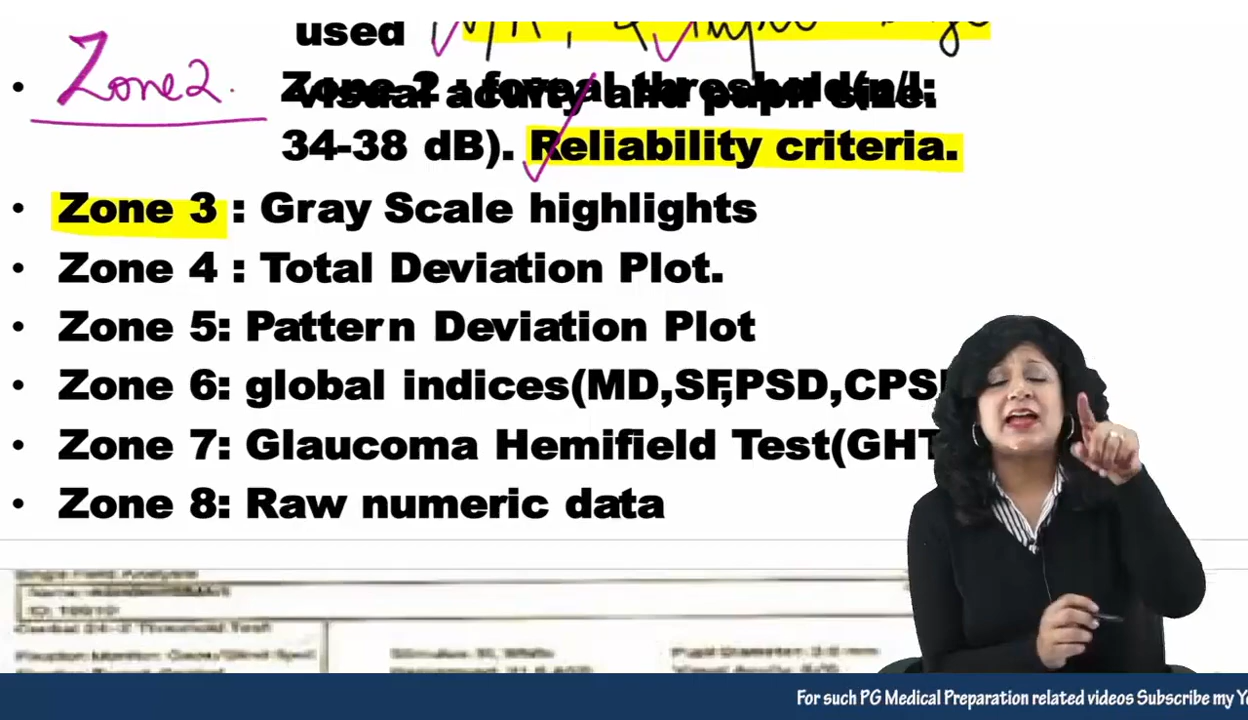 used
Zone 2.
Zone 2 : foveal threshold(n/l:
visual acuity and pupil size.
34-38 dB). Reliability criteria.
• Zone 3 : Gray Scale highlights
• Zone 4 : Total Deviation Plot.
• Zone 5: Pattern Deviation Plot
• Zone 6: global indices(MD,SF,PSD,CPS
• Zone 7: Glaucoma Hemifield Test(GHT
• Zone 8: Raw numeric data
For such PG Medical Preparation related videos Subscribe my Y